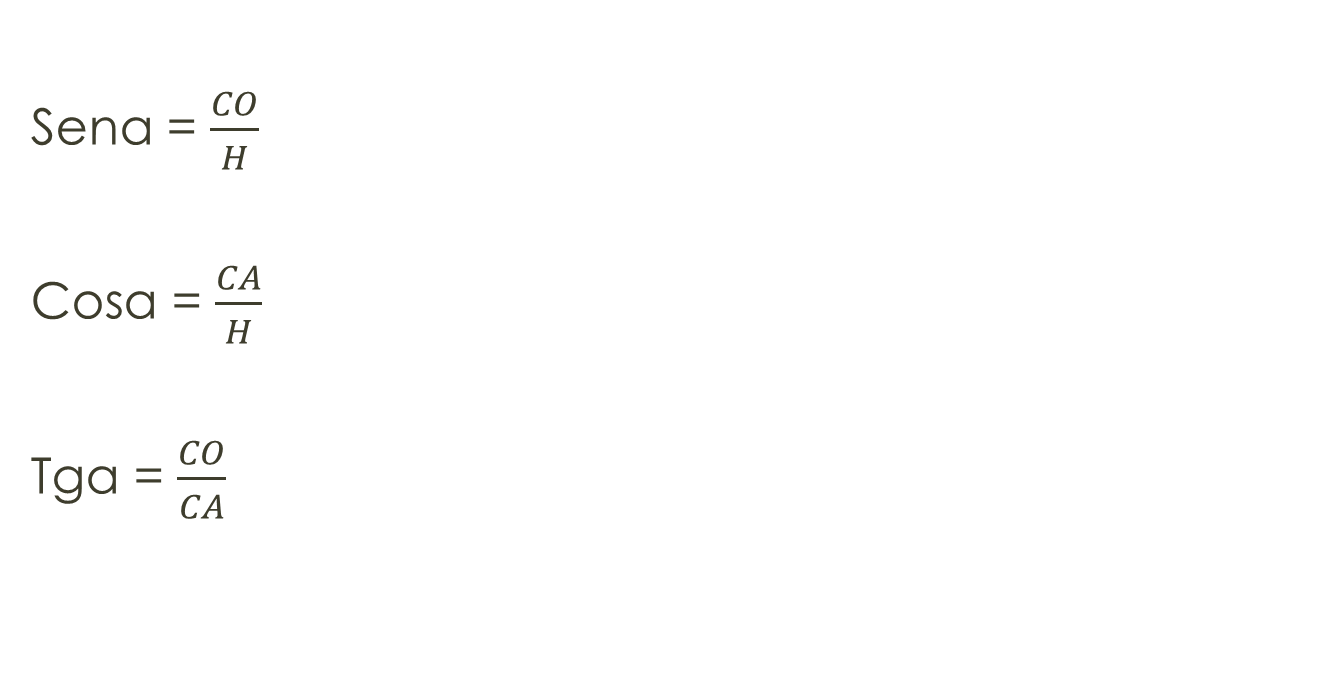 Sena = CO/H
Cosa = CA/H
Tga = CO/CA